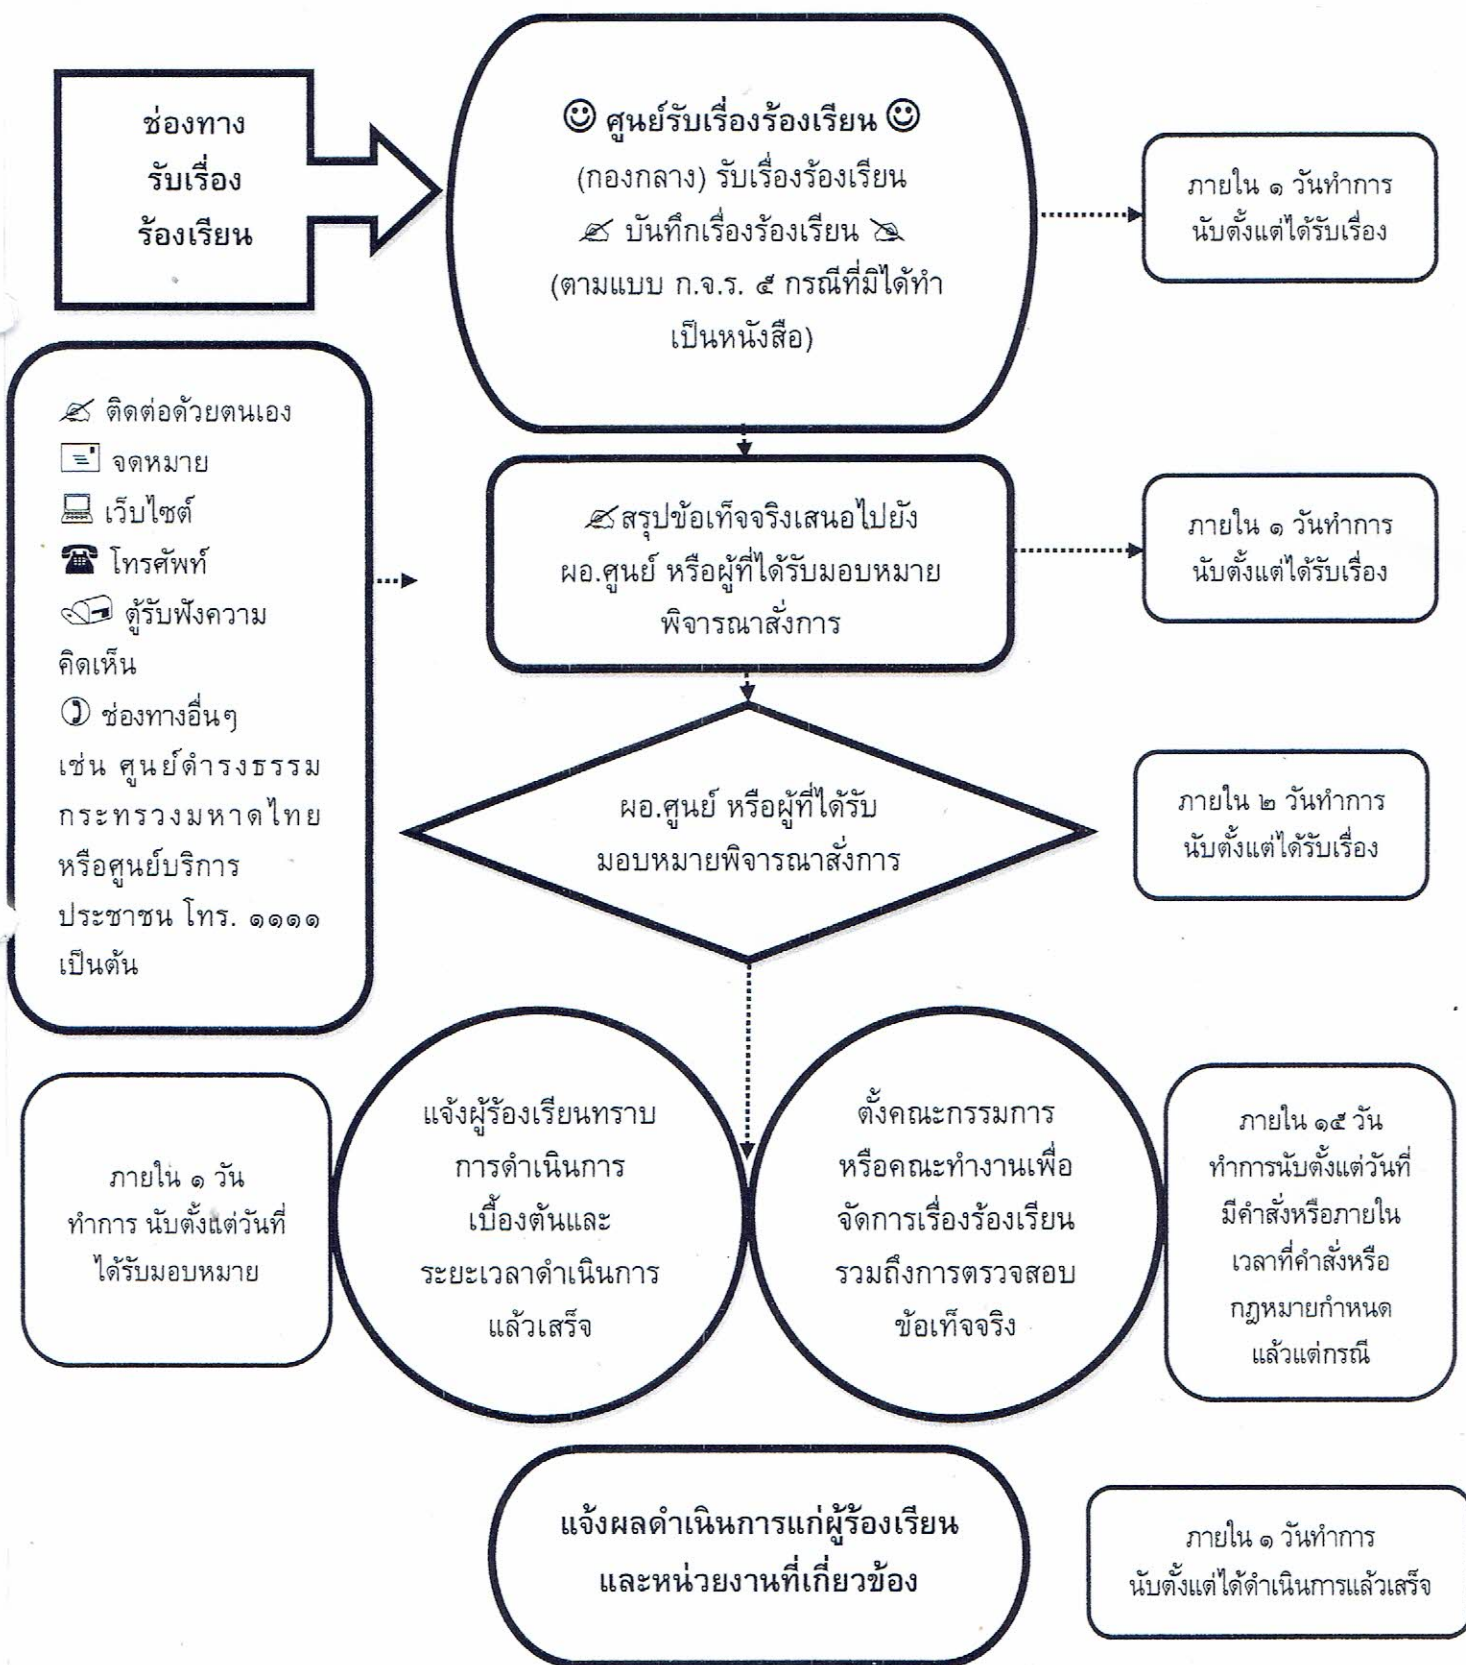 ช่องทาง
รับเรื่อง
ร้องเรียน
ศูนย์รับเรื่องร้องเรียน
(กองกลาง) รับเรื่องร้องเรียน
บันทึกเรื่องร้องเรียน
(ตามแบบ ก.จ.ร. ๕ กรณีที่มิได้ทำ
เป็นหนังสือ)
ภายใน ๑ วันทำการ
นับตั้งแต่ได้รับเรื่อง
ติดต่อด้วยตนเอง
จดหมาย
เว็บไซต์
โทรศัพท์
ตู้รับฟังความ
คิดเห็น
ช่องทางอื่นๆ
เช่น ศูนย์ดำรงธรรม
กระทรวงมหาดไทย
หรือศูนย์บริการ
ประชาชน โทร. ๑๑๑๑
เป็นต้น
สรุปข้อเท็จจริงเสนอไปยัง
ผอ.ศูนย์ หรือผู้ที่ได้รับมอบหมาย
พิจารณาสั่งการ
ภายใน ๑ วันทำการ
นับตั้งแต่ได้รับเรื่อง
ผอ.ศูนย์ หรือผู้ที่ได้รับ
มอบหมายพิจารณาสั่งการ
ภายใน ๒ วันทำการ
นับตั้งแต่ได้รับเรื่อง
ภายใน ๑ วัน
ทำการ นับตั้งแต่วันที่
ได้รับมอบหมาย
แจ้งผู้ร้องเรียนทราบ
การดำเนินการ
เบื้องต้นและ
ระยะเวลาดำเนินการ
แล้วเสร็จ
ตั้งคณะกรรมการ
หรือคณะทำงานเพื่อ
จัดการเรื่องร้องเรียน
รวมถึงการตรวจสอบ
ข้อเท็จจริง
ภายใน ๑๕ วัน
ทำการนับตั้งแต่วันที่
มีคำสั่งหรือภายใน
เวลาที่คำสั่งหรือ
กฎหมายกำหนด
แล้วแต่กรณี
แจ้งผลดำเนินการแก่ผู้ร้องเรียน
และหน่วยงานที่เกี่ยวข้อง
ภายใน ๑ วันทำการ
นับตั้งแต่ได้ดำเนินการแล้วเสร็จ